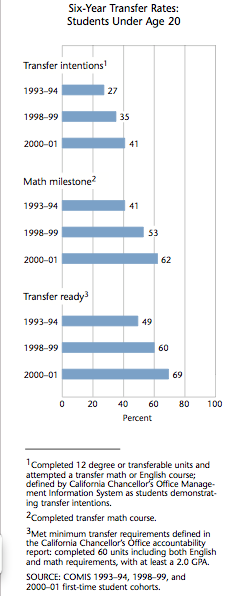 Six-Year Transfer Rates:
Students Under Age 20
Transfer intentions1
1993–94 27
1998–99 35
2000–01 41
Math milestone2
1993–94 41
1998–99 53
2000–01 62
Transfer ready3
1993–94 49
1998–99 60
2000–01 69
0 20 40 60 80 100
Percent
1Completed 12 degree or transferable units and
attempted a transfer math or English course;
defined by California Chancellor's Office Manage-
ment Information System as students demonstrat-
ing transfer intentions.
2Completed transfer math course.
3Met minimum transfer requirements defined in
the California Chancellor's Office accountability
report: completed 60 units including both English
and math requirements, with at least a 2.0 GPA.
SOURCE: COMIS 1993–94, 1998–99, and
2000–01 first-time student cohorts.